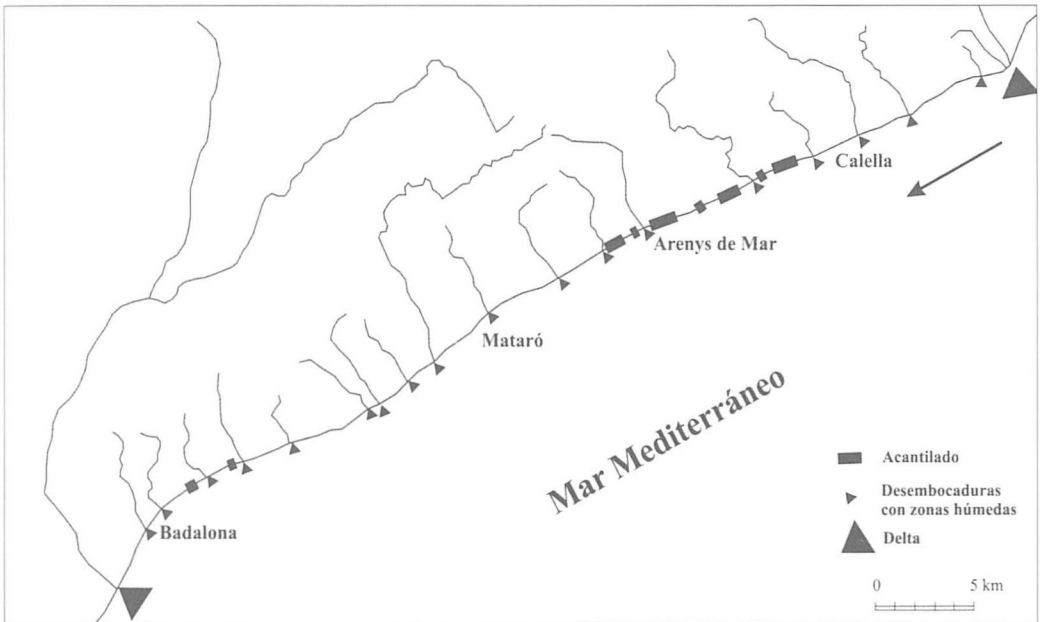 Calella
Arenys de Mar
Mataró
Mar Mediterráneo
Badalona
Acantilado
Desembocaduras
con zonas húmedas
Delta
0 5 km